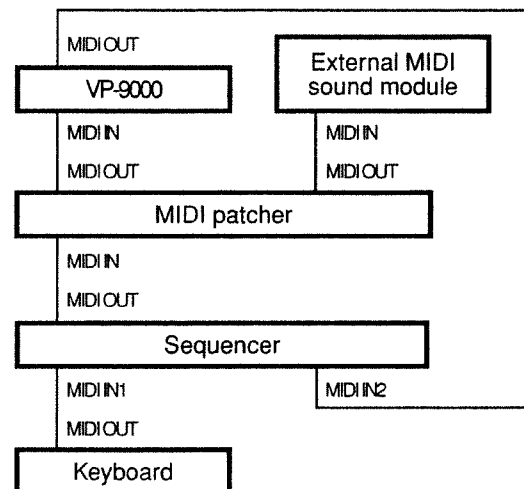 MIDI OUT
External MIDI
sound module
VP-9000
MIDI IN
MIDI IN
MIDI OUT
MIDI OUT
MIDI patcher
MIDI IN
MIDI OUT
Sequencer
MIDI IN1
MIDI IN2
MIDI OUT
Keyboard